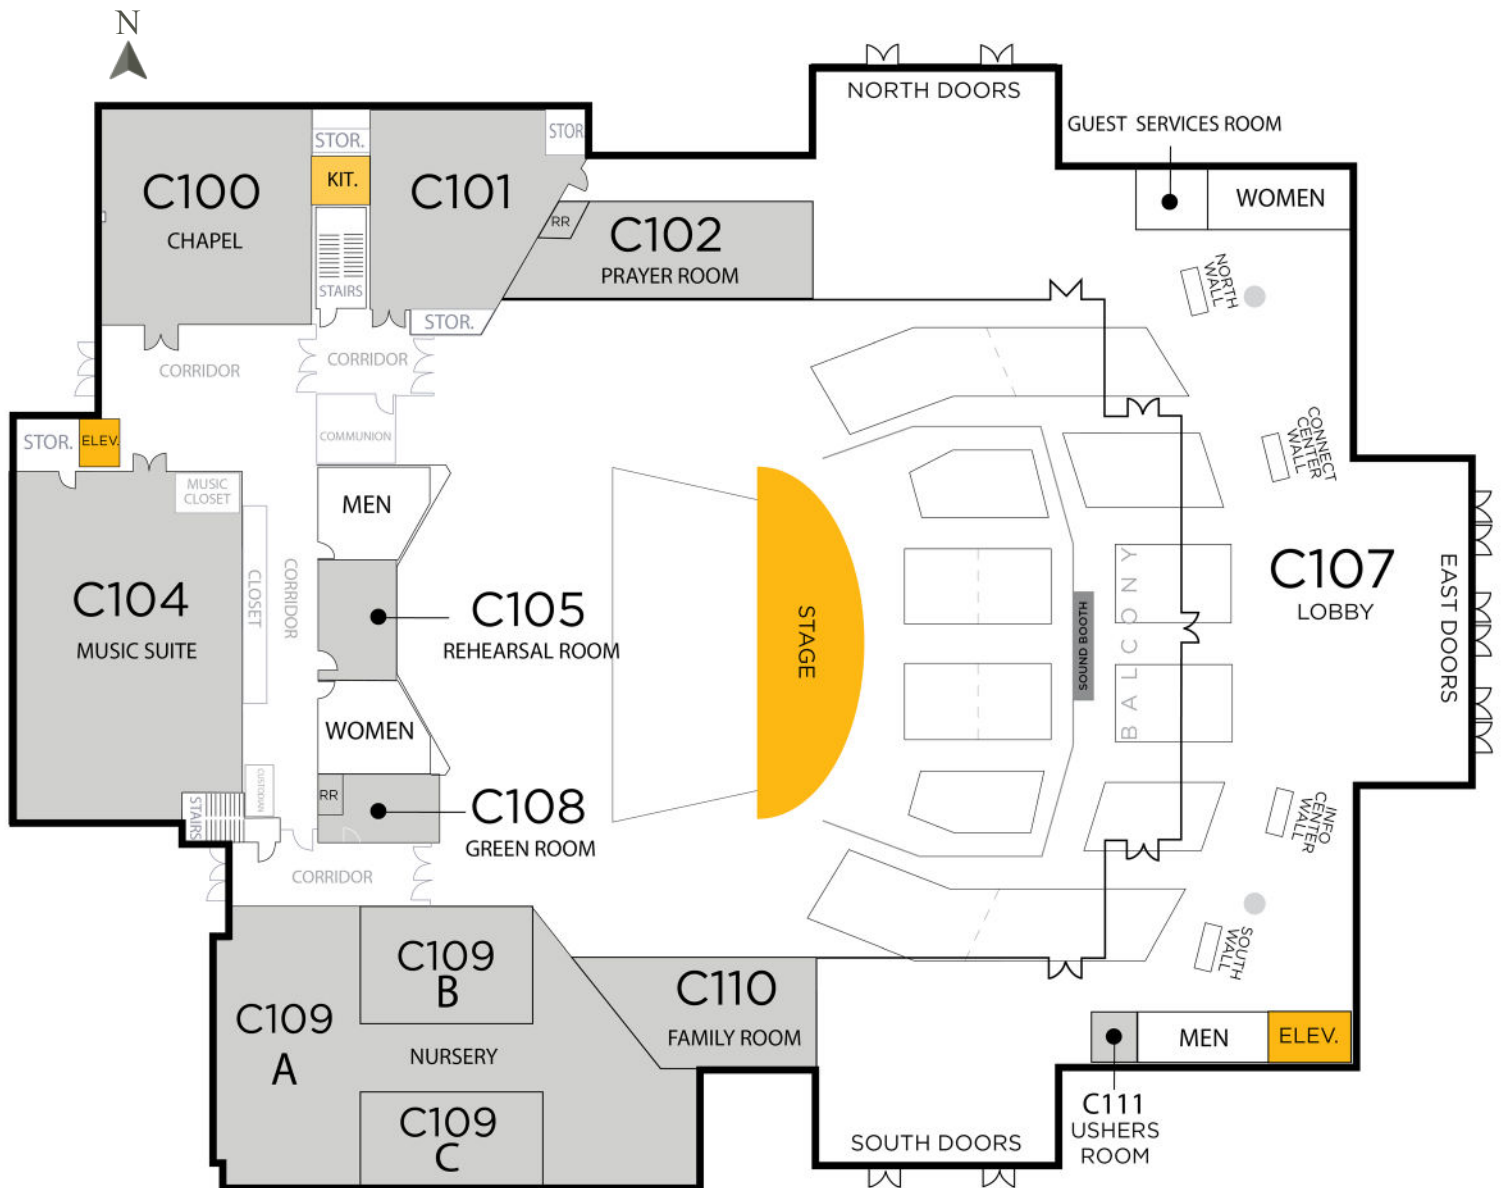 N
NORTH DOORS
GUEST SERVICES ROOM
STOR.
STOR
C100
CHAPEL
KIT.
C101
WOMEN
RR
C102
PRAYER ROOM
STAIRS
STOR.
NORTH
WALL
CORRIDOR
CORRIDOR
STOR.
ELEV.
COMMUNION
CONNECT
CENTER
WALL
MUSIC
CLOSET
MEN
C104
MUSIC SUITE
CLOSET
CORRIDOR
C105
REHEARSAL ROOM
STAGE
SOUND BOOTH
BALCONY
C107
LOBBY
EAST DOORS
WOMEN
CUSTODIAN
STAIRS
RR
C108
GREEN ROOM
INFO
CENTER
WALL
CORRIDOR
C109
B
SOUTH
WALL
C109
A
NURSERY
C110
FAMILY ROOM
MEN
ELEV.
C109
C
SOUTH DOORS
C111
USHERS
ROOM